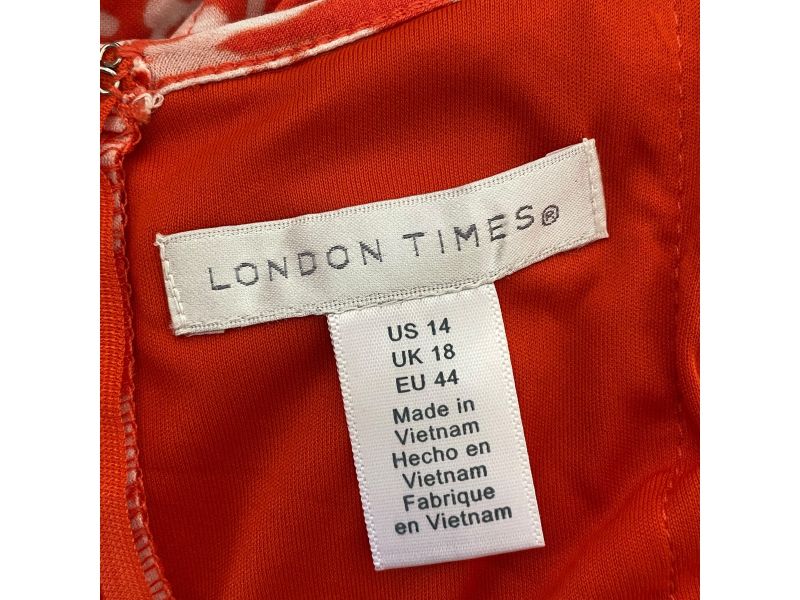 LONDON TIMES®
US 14
UK 18
EU 44
Made in
Vietnam
Hecho en
Vietnam
Fabrique
en Vietnam